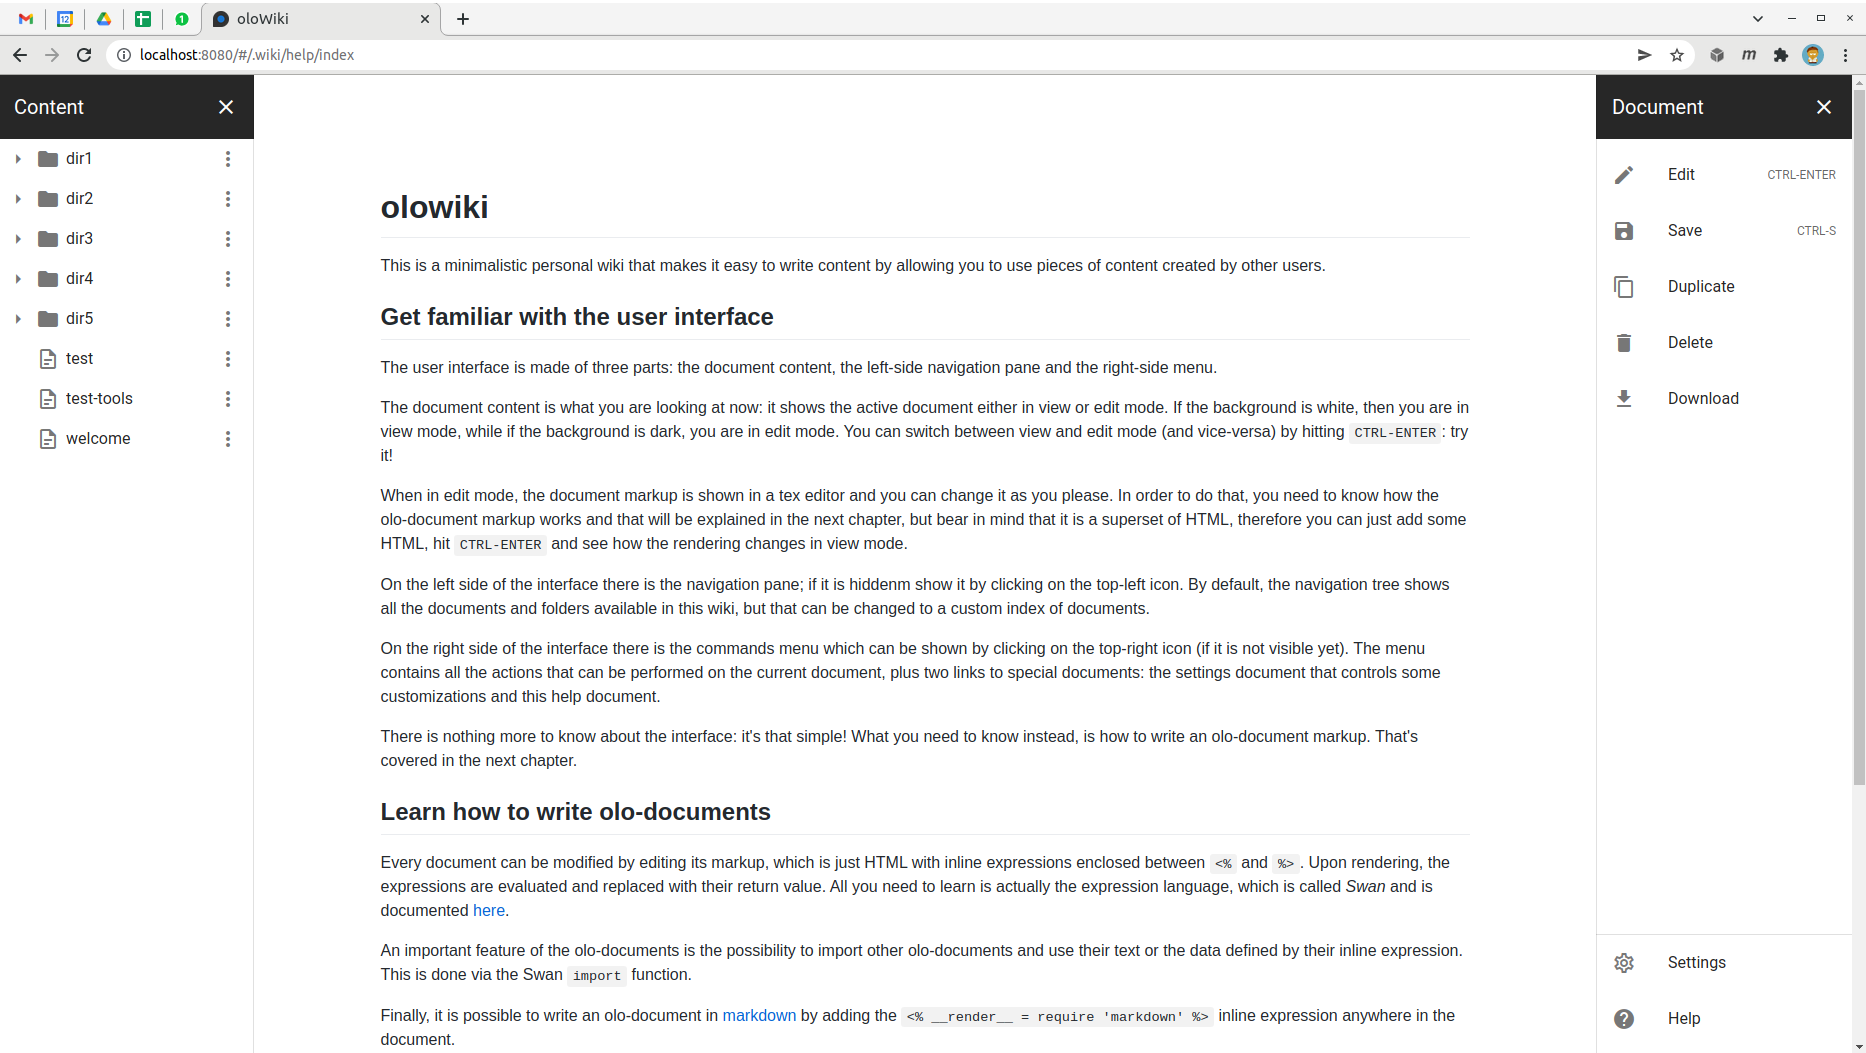 12
1
oloWiki
localhost:8080/#/.wiki/help/index
m
Content
dir1
dir2
dir3
dir4
dir5
test
test-tools
welcome
olowiki
This is a minimalistic personal wiki that makes it easy to write content by allowing you to use pieces of content created by other users.
Get familiar with the user interface
The user interface is made of three parts: the document content, the left-side navigation pane and the right-side menu.
The document content is what you are looking at now: it shows the active document either in view or edit mode. If the background is white, then you are in
view mode, while if the background is dark, you are in edit mode. You can switch between view and edit mode (and vice-versa) by hitting CTRL-ENTER: try
it!
When in edit mode, the document markup is shown in a tex editor and you can change it as you please. In order to do that, you need to know how the
olo-document markup works and that will be explained in the next chapter, but bear in mind that it is a superset of HTML, therefore you can just add some
HTML, hit CTRL-ENTER and see how the rendering changes in view mode.
On the left side of the interface there is the navigation pane; if it is hiddenm show it by clicking on the top-left icon. By default, the navigation tree shows
all the documents and folders available in this wiki, but that can be changed to a custom index of documents.
On the right side of the interface there is the commands menu which can be shown by clicking on the top-right icon (if it is not visible yet). The menu
contains all the actions that can be performed on the current document, plus two links to special documents: the settings document that controls some
customizations and this help document.
There is nothing more to know about the interface: it's that simple! What you need to know instead, is how to write an olo-document markup. That's
covered in the next chapter.
Learn how to write olo-documents
Every document can be modified by editing its markup, which is just HTML with inline expressions enclosed between <% and %>. Upon rendering, the
expressions are evaluated and replaced with their return value. All you need to learn is actually the expression language, which is called Swan and is
documented here.
An important feature of the olo-documents is the possibility to import other olo-documents and use their text or the data defined by their inline expression.
This is done via the Swan import function.
Finally, it is possible to write an olo-document in markdown by adding the <% __render__ = require 'markdown' %> inline expression anywhere in the
document.
Document
Edit CTRL-ENTER
Save CTRL-S
Duplicate
Delete
Download
Settings
Help